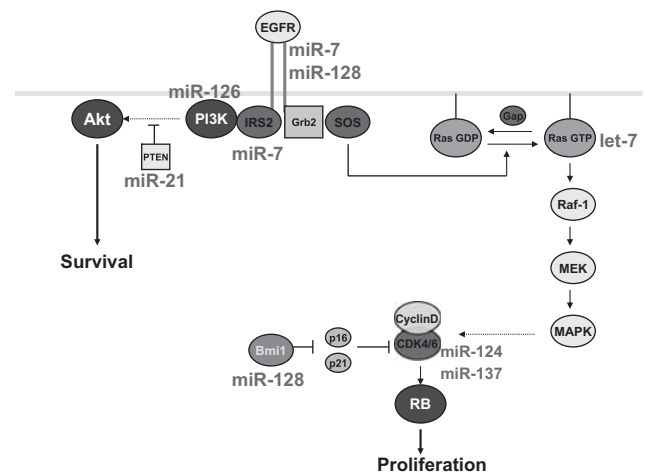 EGFR
miR-7
miR-128
miR-126
Akt
PI3K
IRS2
Grb2
SOS
Gap
Ras GDP
Ras GTP
let-7
PTEN
miR-7
miR-21
Raf-1
Survival
MEK
CyclinD
MAPK
p16
Bmi1
CDK4/6
miR-124
p21
miR-128
miR-137
RB
Proliferation